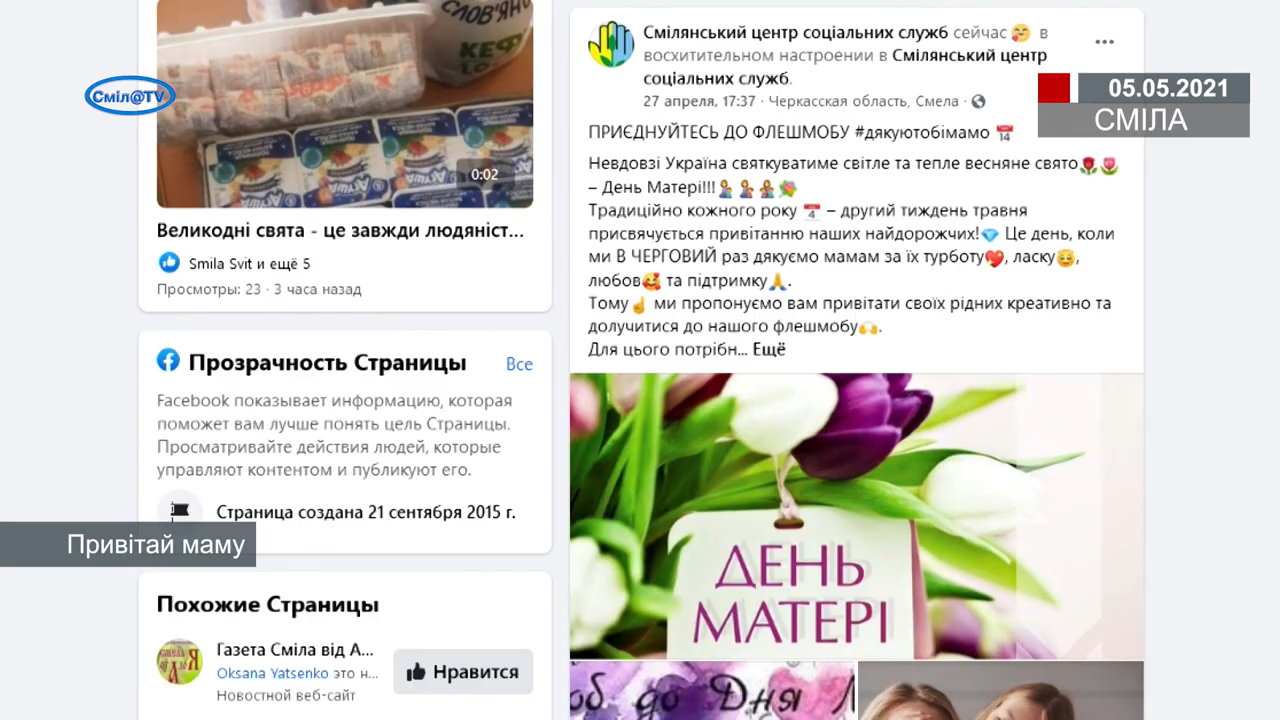 СЛОВ'ЯНО
КЕФ
0:02
Великодні свята - це завжди людяніст...
Smila Svit и ещё 5
Просмотры: 23 · 3 часа назад
Прозрачность Страницы
Все
Facebook показывает информацию, которая
поможет вам лучше понять цель Страницы.
Просматривайте действия людей, которые
управляют контентом и публикуют его.
Страница создана 21 сентября 2015 г.
Привітай маму
Похожие Страницы
Газета Сміла від А...
Oksana Yatsenko это н...
Новостной веб-сайт
Нравится
Сміл@TV
05.05.2021
СМІЛА
Смілянський центр соціальних служб сейчас 🥰 в
восхитительном настроении в Смілянський центр
соціальних служб.
27 апреля, 17:37 · Черкасская область, Смела ·
ПРИЄДНУЙТЕСЬ ДО ФЛЕШМОБУ #дякуютобімамо 📅
Невдовзі Україна святкуватиме світле та тепле весняне свято🌹🌷
– День Матері!!!🤱🤱🤱💐
Традиційно кожного року 📅 – другий тиждень травня
присвячується привітанню наших найдорожчих!💎 Це день, коли
ми В ЧЕРГОВИЙ раз дякуємо мамам за їх турботу💖, ласку😇,
любов🥰 та підтримку🙏.
Тому☝ ми пропонуємо вам привітати своїх рідних креативно та
долучитися до нашого флешмобу🙌.
Для цього потрібн... Ещё
ДЕНЬ
МАТЕРІ
до Дня